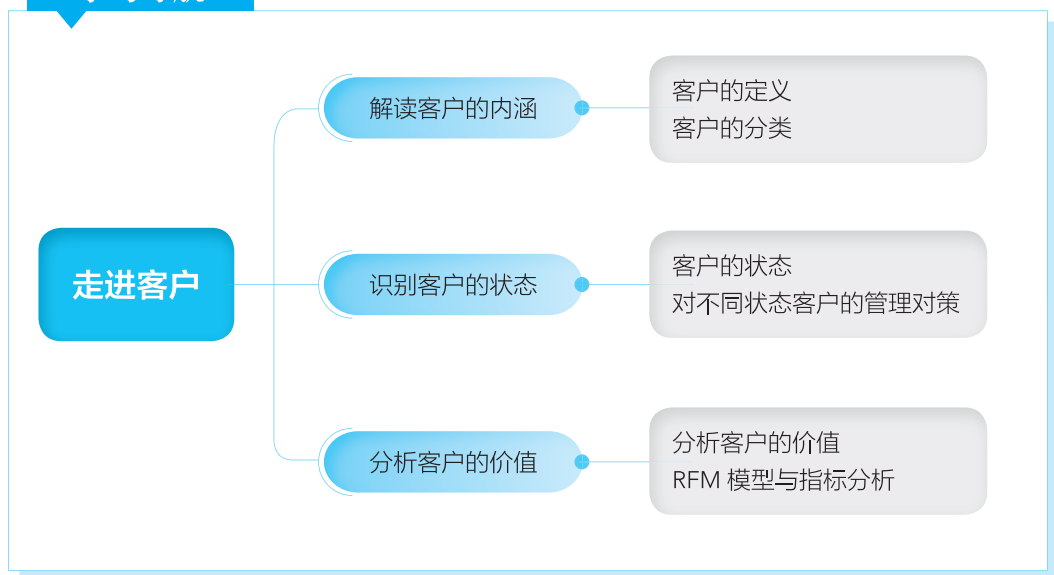 解读客户的内涵
客户的定义
客户的分类
走进客户
识别客户的状态
客户的状态
对不同状态客户的管理对策
分析客户的价值
分析客户的价值
RFM 模型与指标分析